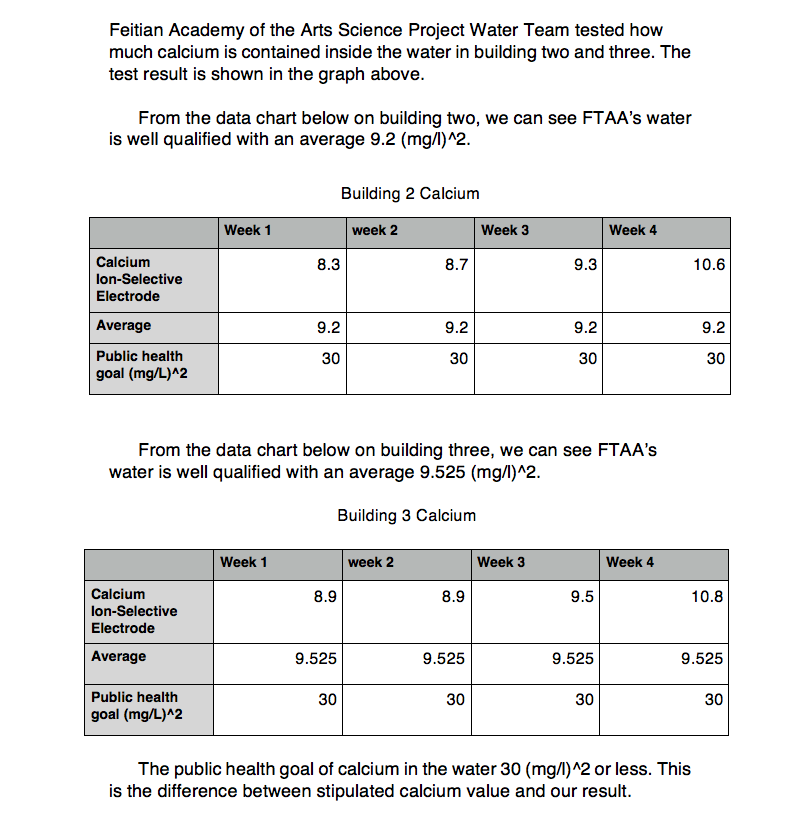 Feitian Academy of the Arts Science Project Water Team tested how
much calcium is contained inside the water in building two and three. The
test result is shown in the graph above.
From the data chart below on building two, we can see FTAA's water
is well qualified with an average 9.2 (mg/l)^2.
Building 2 Calcium
Week 1 week 2 Week 3 Week 4
Calcium
Ion-Selective
Electrode 8.3 8.7 9.3 10.6
Average 9.2 9.2 9.2 9.2
Public health
goal (mg/L)^2 30 30 30 30
From the data chart below on building three, we can see FTAA's
water is well qualified with an average 9.525 (mg/l)^2.
Building 3 Calcium
Week 1 week 2 Week 3 Week 4
Calcium
Ion-Selective
Electrode 8.9 8.9 9.5 10.8
Average 9.525 9.525 9.525 9.525
Public health
goal (mg/L)^2 30 30 30 30
The public health goal of calcium in the water 30 (mg/l)^2 or less. This
is the difference between stipulated calcium value and our result.